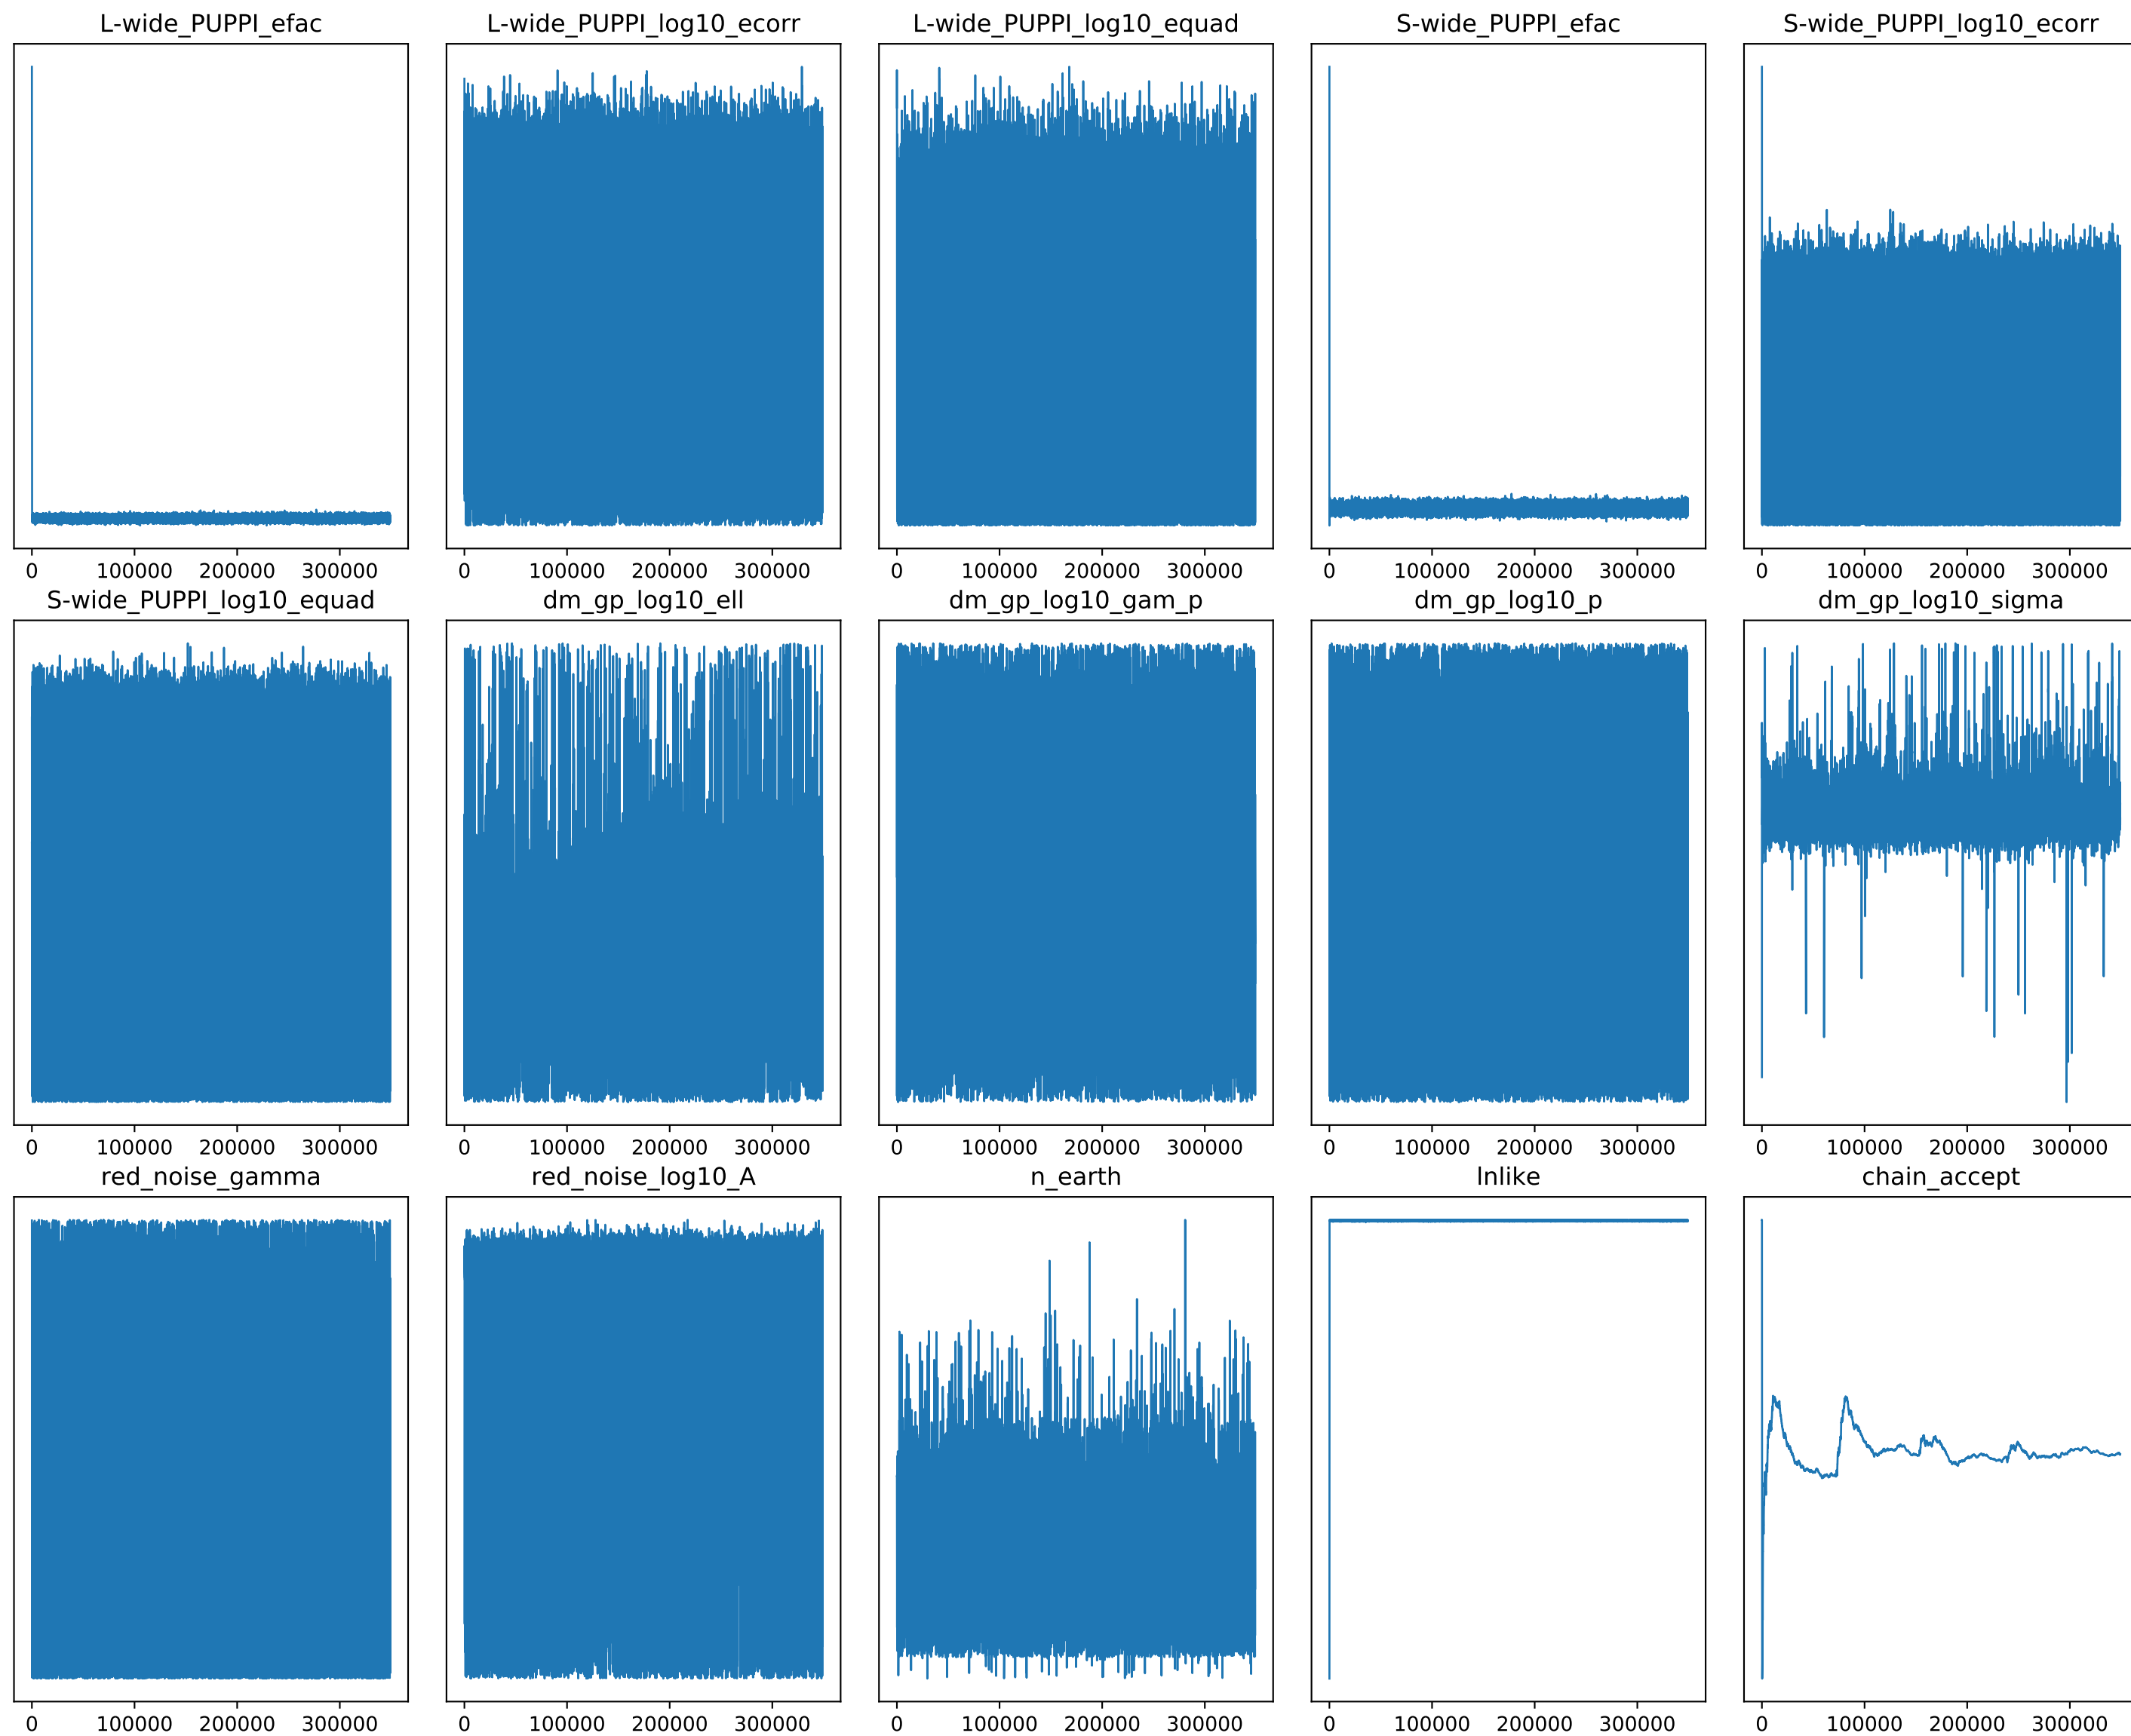 L-wide_PUPPI_efac L-wide_PUPPI_log10_ecorr L-wide_PUPPI_log10_equad S-wide_PUPPI_efac S-wide_PUPPI_log10_ecorr
0 100000 200000 300000 0 100000 200000 300000 0 100000 200000 300000 0 100000 200000 300000 0 100000 200000 300000
S-wide_PUPPI_log10_equad dm_gp_log10_ell dm_gp_log10_gam_p dm_gp_log10_p dm_gp_log10_sigma
0 100000 200000 300000 0 100000 200000 300000 0 100000 200000 300000 0 100000 200000 300000 0 100000 200000 300000
red_noise_gamma red_noise_log10_A n_earth lnlike chain_accept
0 100000 200000 300000 0 100000 200000 300000 0 100000 200000 300000 0 100000 200000 300000 0 100000 200000 300000